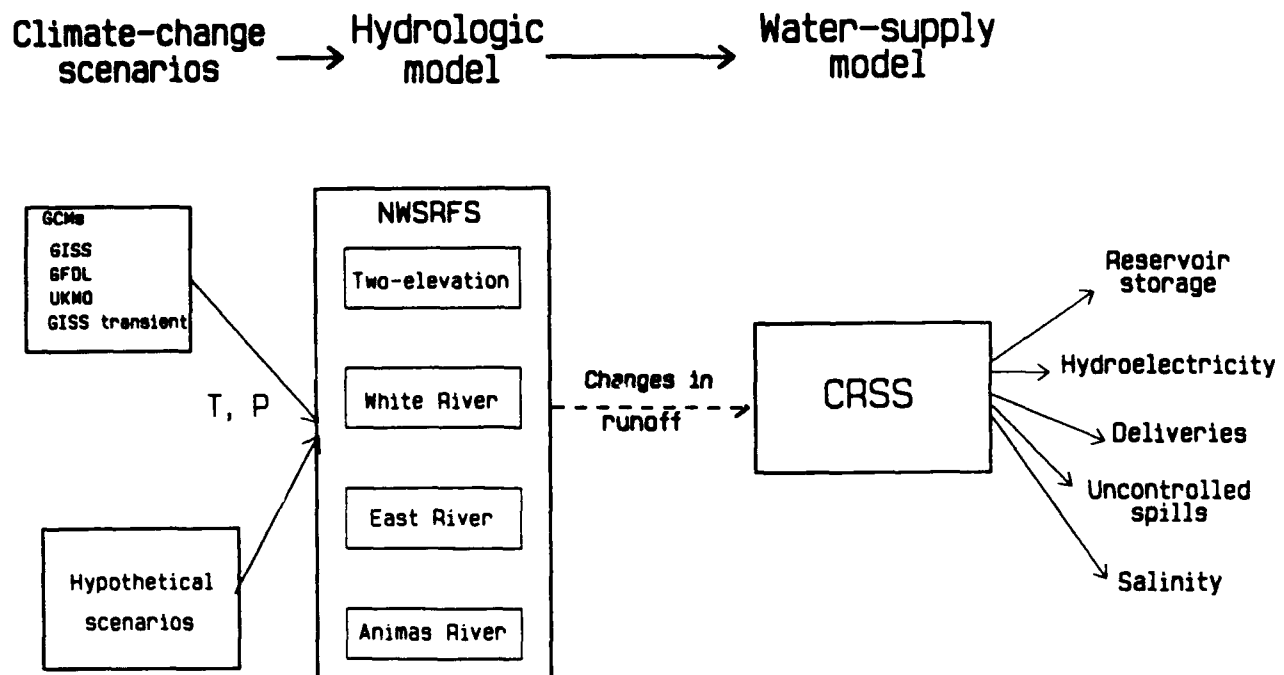 Climate-change
scenarios
Hydrologic
model
Water-supply
model
GCMs
GISS
GFDL
UKMO
GISS transient
T, P
Hypothetical
scenarios
NWSRFS
Two-elevation
White River
East River
Animas River
Changes in
runoff
CRSS
Reservoir
storage
Hydroelectricity
Deliveries
Uncontrolled
spills
Salinity